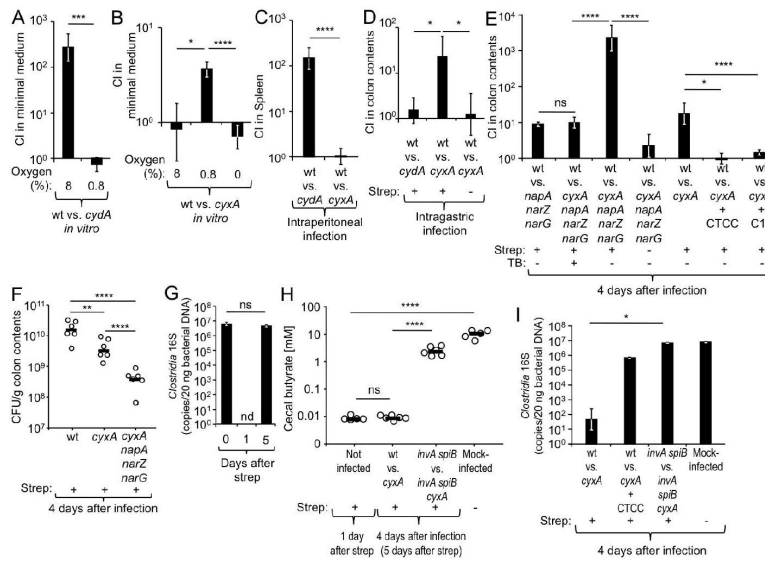 A
CI in minimal medium
10³
10²
10¹
10⁰
***
Oxygen
(%):
8
0.8
wt vs. cydA
in vitro
B
CI in
minimal medium
10¹
10⁰
*
****
Oxygen
(%):
8
0.8
0
wt vs. cyxA
in vitro
C
CI in Spleen
10³
10²
10¹
10⁰
****
wt
vs.
cydA
wt
vs.
cyxA
Intraperitoneal
infection
D
CI in colon contents
10²
10¹
10⁰
*
*
wt
vs.
cydA
wt
vs.
cyxA
wt
vs.
cyxA
Strep:
+
+
-
Intragastric
infection
E
CI in colon contents
10⁴
10³
10²
10¹
10⁰
ns
****
****
****
*
wt
vs.
napA
narZ
narG
wt
vs.
cyxA
napA
narZ
narG
wt
vs.
cyxA
napA
narZ
narG
wt
vs.
cyxA
napA
narZ
narG
wt
vs.
cyxA
wt
vs.
cyxA
+
CTCC
wt
vs.
cyxA
+
C1
Strep:
+
+
+
-
+
+
+
TB:
-
+
-
-
-
-
-
4 days after infection
F
CFU/g colon contents
10¹¹
10¹⁰
10⁹
10⁸
10⁷
****
**
****
wt
cyxA
cyxA
napA
narZ
narG
Strep:
+
+
+
4 days after infection
G
Clostridia 16S
(copies/20 ng bacterial DNA)
10⁸
10⁷
10⁶
10⁵
10⁴
10³
10²
10¹
10⁰
ns
nd
0
1
5
Days after
strep
H
Cecal butyrate [mM]
100
10
1
0.1
0.01
0
ns
****
****
Not
infected
wt
vs.
cyxA
invA spiB
vs.
invA spiB
cyxA
Mock-
infected
Strep:
+
+
+
-
1 day
after strep
4 days after infection
(5 days after strep)
I
Clostridia 16S
(copies/20 ng bacterial DNA)
10⁸
10⁷
10⁶
10⁵
10⁴
10³
10²
10¹
10⁰
*
wt
vs.
cyxA
wt
vs.
cyxA
+
CTCC
invA spiB
vs.
invA
spiB
cyxA
Mock-
infected
Strep:
+
+
+
-
4 days after infection